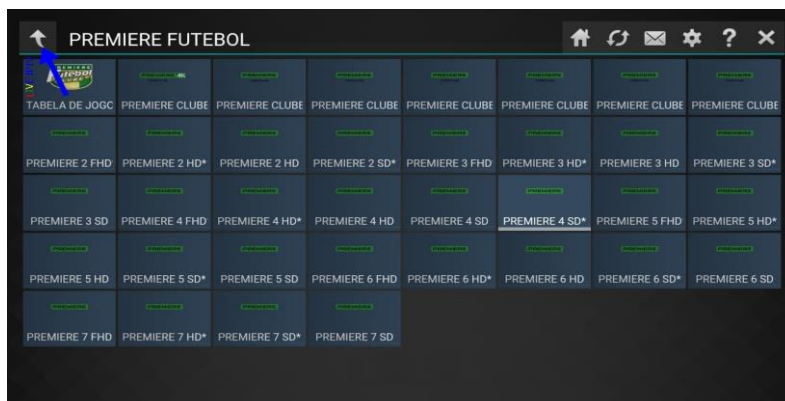 PREMIERE FUTEBOL
?
TABELA DE JOGC PREMIERE CLUBE PREMIERE CLUBE PREMIERE CLUBE PREMIERE CLUBE PREMIERE CLUBE PREMIERE CLUBE PREMIERE CLUBE
PREMIERE 2 FHD PREMIERE 2 HD* PREMIERE 2 HD PREMIERE 2 SD* PREMIERE 3 FHD PREMIERE 3 HD* PREMIERE 3 HD PREMIERE 3 SD*
PREMIERE 3 SD PREMIERE 4 FHD PREMIERE 4 HD* PREMIERE 4 HD PREMIERE 4 SD PREMIERE 4 SD* PREMIERE 5 FHD PREMIERE 5 HD*
PREMIERE 5 HD PREMIERE 5 SD* PREMIERE 5 SD PREMIERE 6 FHD PREMIERE 6 HD* PREMIERE 6 HD PREMIERE 6 SD* PREMIERE 6 SD
PREMIERE 7 FHD PREMIERE 7 HD* PREMIERE 7 SD* PREMIERE 7 SD